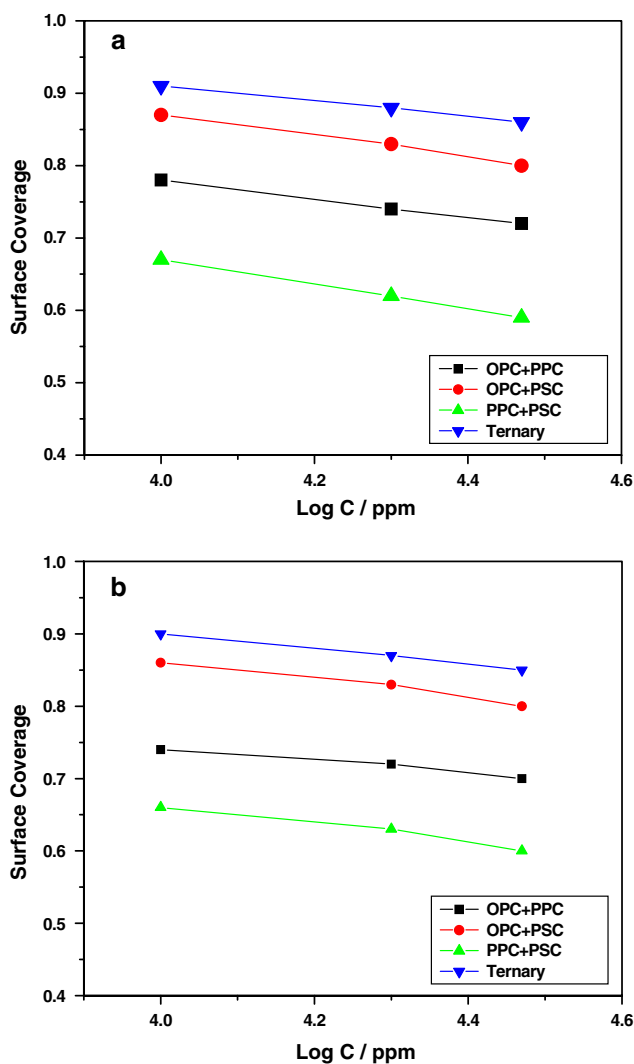 a
1.0
0.9
0.8
0.7
0.6
0.5
0.4
Surface Coverage
OPC+PPC
OPC+PSC
PPC+PSC
Ternary
4.0
4.2
4.4
4.6
Log C / ppm
b
1.0
0.9
0.8
0.7
0.6
0.5
0.4
Surface Coverage
OPC+PPC
OPC+PSC
PPC+PSC
Ternary
4.0
4.2
4.4
4.6
Log C / ppm